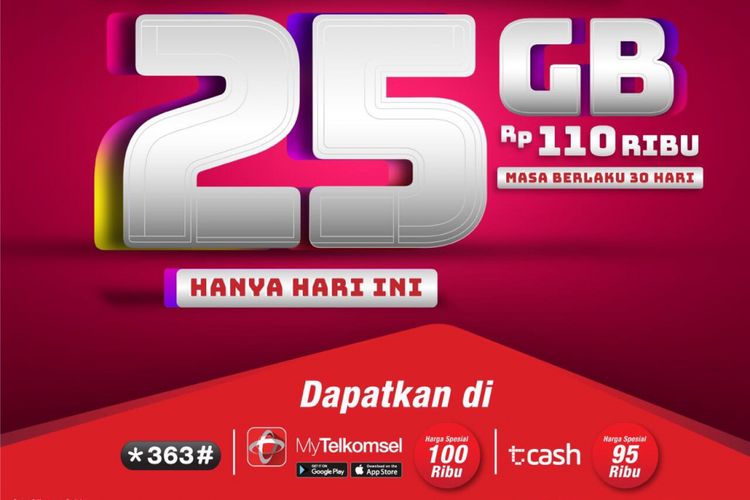 25 GB
Rp 110 RIBU
MASA BERLAKU 30 HARI
HANYA HARI INI
Dapatkan di
*363#
MyTelkomsel
GET IT ON Google Play
Download on the App Store
Harga Spesial
100
Ribu
t.cash
Harga Spesial
95
Ribu